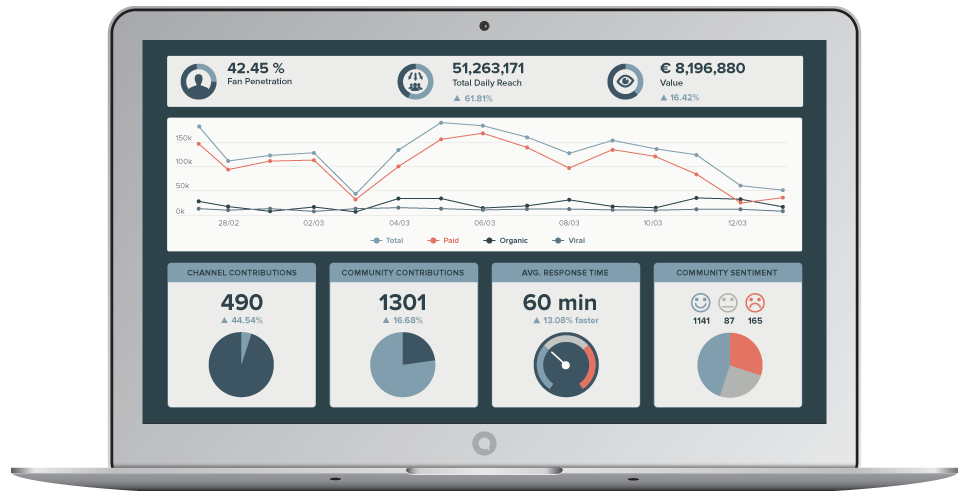 42.45 %
Fan Penetration
51,263,171
Total Daily Reach
▲ 61.81%
€ 8,196,880
Value
▲ 16.42%
150k
100k
50k
0k
28/02 02/03 04/03 06/03 08/03 10/03 12/03
Total Paid Organic Viral
CHANNEL CONTRIBUTIONS
490
▲ 44.54%
COMMUNITY CONTRIBUTIONS
1301
▲ 16.68%
AVG. RESPONSE TIME
60 min
▲ 13.08% faster
COMMUNITY SENTIMENT
1141 87 165